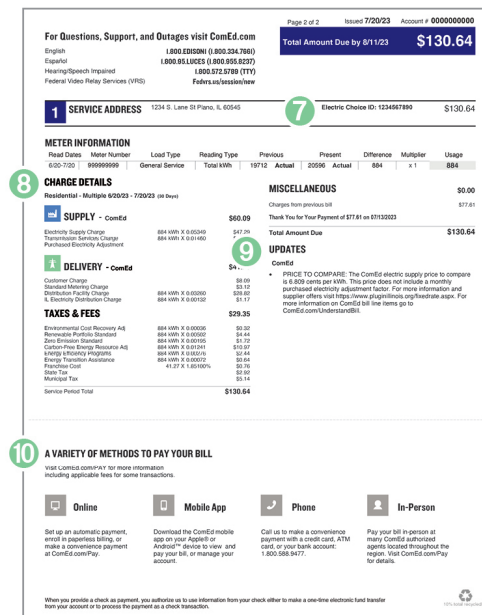 Page 2 of 2 Issued 7/20/23 Account # 0000000000
For Questions, Support, and Outages visit ComEd.com
English 1.800.EDISONI (1.800.334.7661)
Español 1.800.95.LUCES (1.800.955.8237)
Hearing/Speech Impaired 1.800.572.5789 (TTY)
Federal Video Relay Services (VRS) Fedvrs.us/session/new
Total Amount Due by 8/11/23 $130.64
1 SERVICE ADDRESS 1234 S. Lane St Plano, IL 60545 7 Electric Choice ID: 1234567890 $130.64
METER INFORMATION
Read Dates Meter Number Load Type Reading Type Previous Present Difference Multiplier Usage
6/20-7/20 999999999 General Service Total kWh 19712 Actual 20596 Actual 884 x 1 884
8
CHARGE DETAILS
Residential - Multiple 6/20/23 - 7/20/23 (30 Days)
SUPPLY - ComEd $60.09
Electricity Supply Charge 884 kWh X 0.05349 $47.29
Transmission Services Charge 884 kWh X 0.01460
Purchased Electricity Adjustment
9
DELIVERY - ComEd
Customer Charge $8.09
Standard Metering Charge $3.12
Distribution Facility Charge 884 kWh X 0.03260 $28.82
IL Electricity Distribution Charge 884 kWh X 0.00132 $1.17
TAXES & FEES $29.35
Environmental Cost Recovery Adj 884 kWh X 0.00036 $0.32
Renewable Portfolio Standard 884 kWh X 0.00502 $4.44
Zero Emission Standard 884 kWh X 0.00195 $1.72
Carbon-Free Energy Resource Adj 884 kWh X 0.01241 $10.97
Energy Efficiency Programs 884 kWh X 0.00276 $2.44
Energy Transition Assistance 884 kWh X 0.00072 $0.64
Franchise Cost 41.27 X 1.85100% $0.76
State Tax $2.92
Municipal Tax $5.14
Service Period Total $130.64
MISCELLANEOUS $0.00
Charges from previous bill $77.61
Thank You for Your Payment of $77.61 on 07/13/2023
Total Amount Due $130.64
UPDATES
ComEd
• PRICE TO COMPARE: The ComEd electric supply price to compare
is 6.809 cents per kWh. This price does not include a monthly
purchased electricity adjustment factor. For more information and
supplier offers visit https://www.pluginillinois.org/fixedrate.aspx. For
more information on ComEd bill line items go to
ComEd.com/UnderstandBill.
10
A VARIETY OF METHODS TO PAY YOUR BILL
Visit ComEd.com/PAY for more information
including applicable fees for some transactions.
Online
Set up an automatic payment,
enroll in paperless billing, or
make a convenience payment
at ComEd.com/Pay.
Mobile App
Download the ComEd mobile
app on your Apple® or
Android™ device to view and
pay your bill, or manage your
account.
Phone
Call us to make a convenience
payment with a credit card, ATM
card, or your bank account:
1.800.588.9477.
In-Person
Pay your bill in-person at
many ComEd authorized
agents located throughout the
region. Visit ComEd.com/Pay
for details.
When you provide a check as payment, you authorize us to use information from your check either to make a one-time electronic fund transfer
from your account or to process the payment as a check transaction.